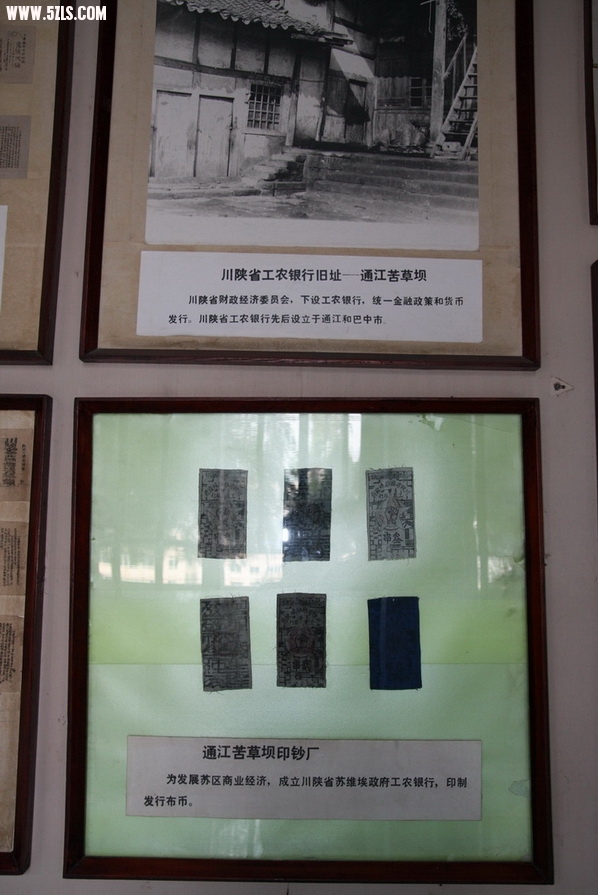 WWW.5ZLS.COM
川陕省工农银行旧址——通江苦草坝
川陕省财政经济委员会，下设工农银行，统一金融政策和货币
发行。川陕省工农银行先后设立于通江和巴中市.
通江苦草坝印钞厂
为发展苏区商业经济，成立川陕省苏维埃政府工农银行，印制
发行布币。